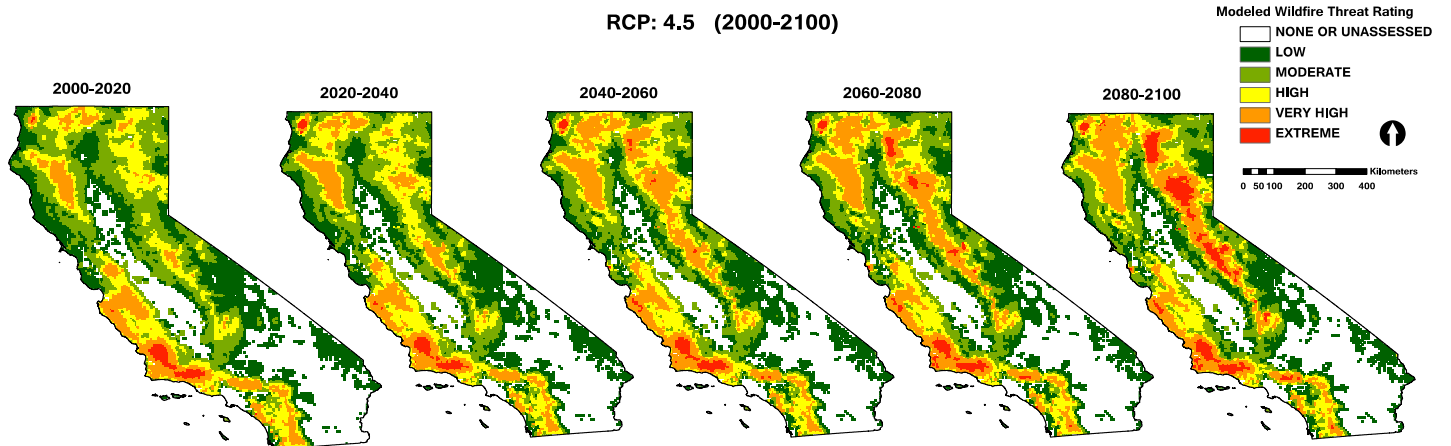 RCP: 4.5 (2000-2100)
Modeled Wildfire Threat Rating
NONE OR UNASSESSED
LOW
MODERATE
HIGH
VERY HIGH
EXTREME
Kilometers
0 50 100 200 300 400
2000-2020
2020-2040
2040-2060
2060-2080
2080-2100